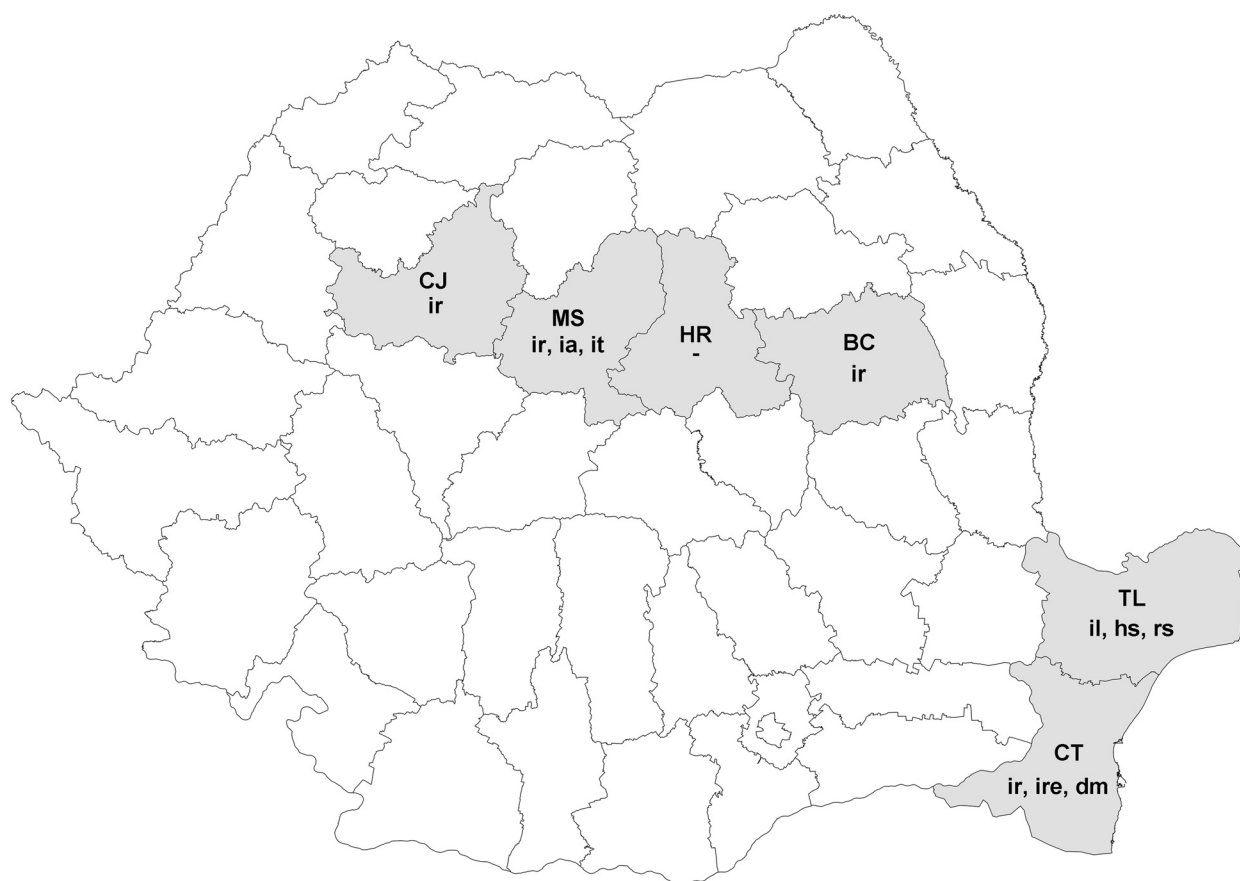 CJ
ir
MS
ir, ia, it
HR
-
BC
ir
TL
il, hs, rs
CT
ir, ire, dm